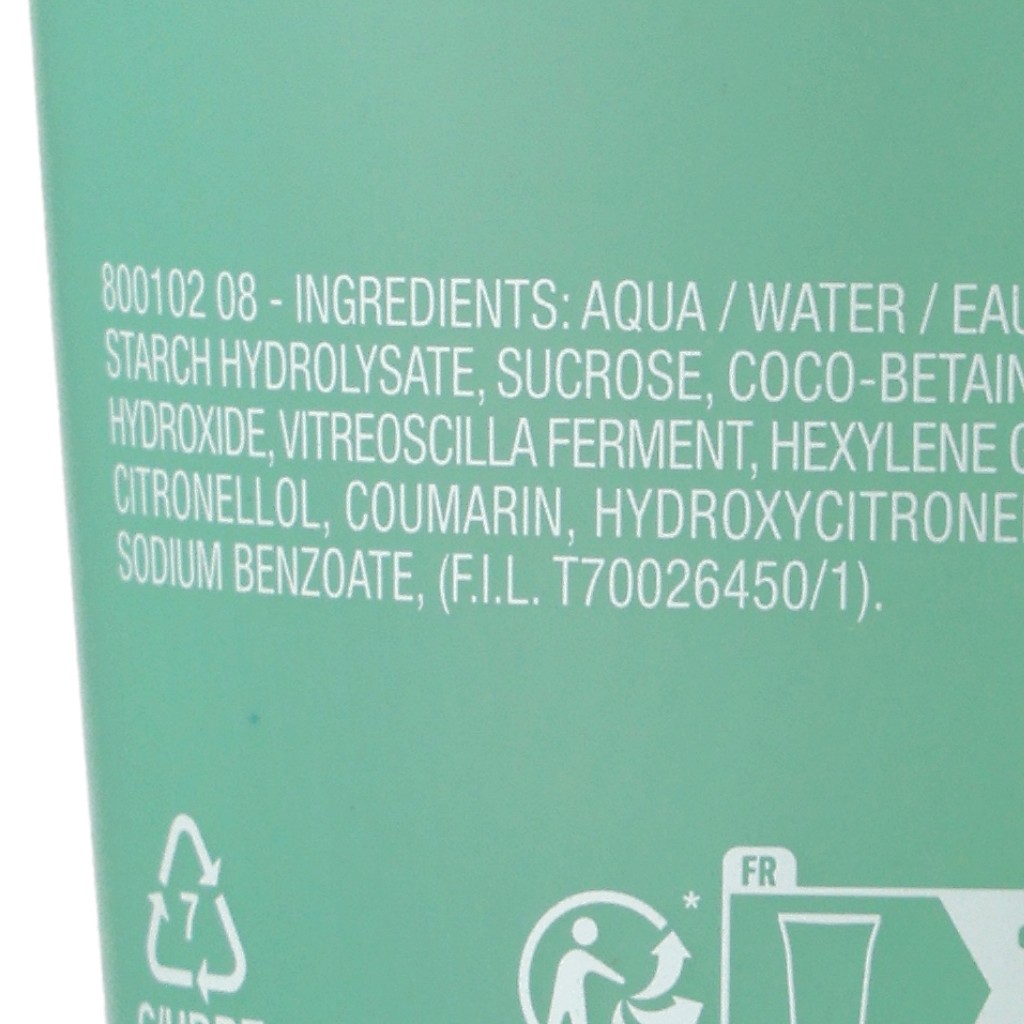 800102 08 - INGREDIENTS: AQUA / WATER / EAU
STARCH HYDROLYSATE, SUCROSE, COCO-BETAIN
HYDROXIDE, VITREOSCILLA FERMENT, HEXYLENE
CITRONELLOL, COUMARIN, HYDROXYCITRONE
SODIUM BENZOATE, (F.I.L. T70026450/1).
FR
*
7